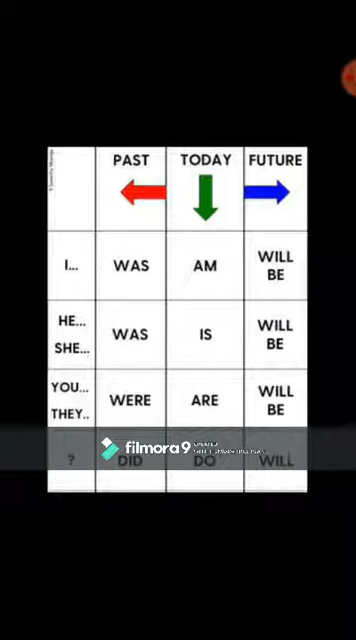 PAST TODAY FUTURE
I... WAS AM WILL BE
HE... SHE... WAS IS WILL BE
YOU... THEY.. WERE ARE WILL BE
filmora9
CREATED
? DID DO WILL